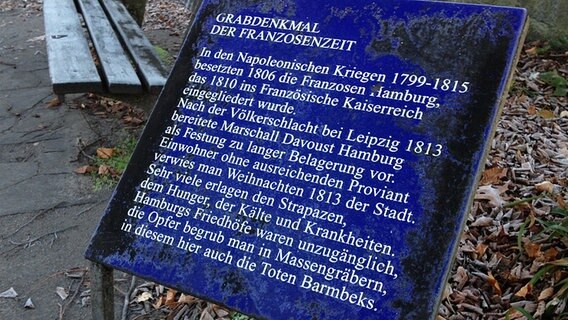 GRABDENKMAL
DER FRANZOSENZEIT
In den Napoleonischen Kriegen 1799-1815
besetzten 1806 die Franzosen Hamburg,
das 1810 ins Französische Kaiserreich
eingegliedert wurde.
Nach der Völkerschlacht bei Leipzig 1813
bereitete Marschall Davoust Hamburg
als Festung zu langer Belagerung vor.
Einwohner ohne ausreichenden Proviant
verwies man Weihnachten 1813 der Stadt.
Sehr viele erlagen den Strapazen,
dem Hunger, der Kälte und Krankheiten.
Hamburgs Friedhöfe waren unzugänglich,
die Opfer begrub man in Massengräbern,
in diesem hier auch die Toten Barmbeks.